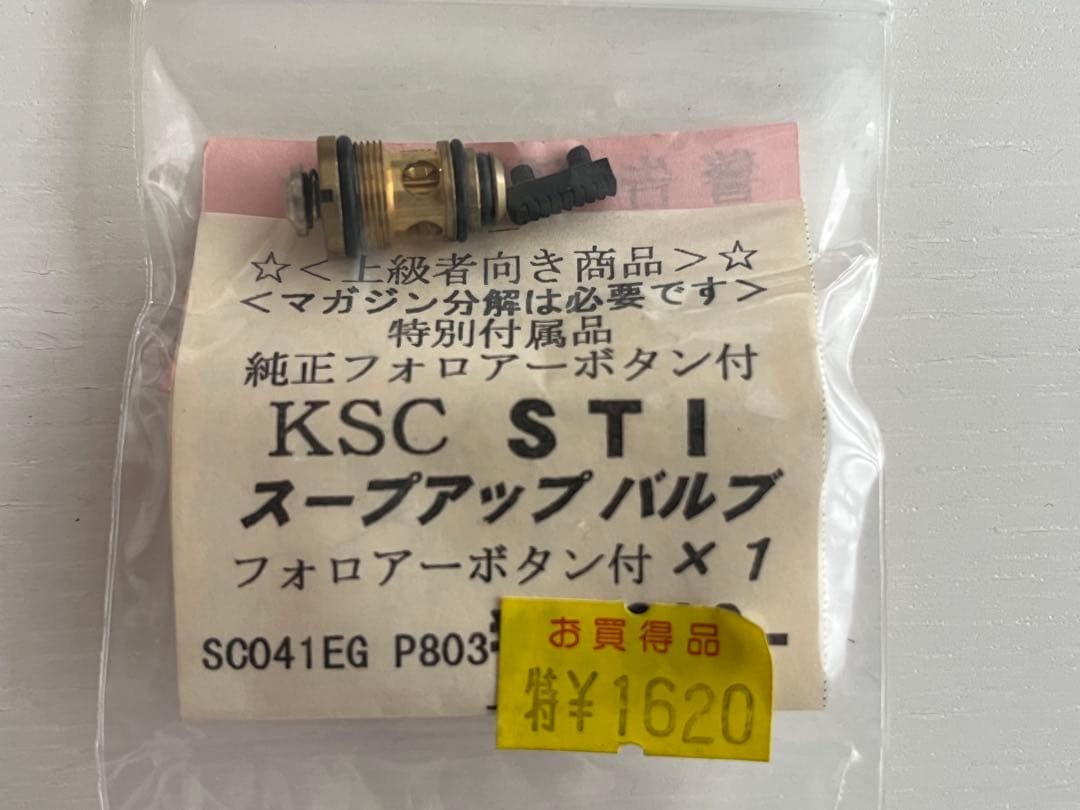 ☆＜上級者向き商品＞☆
＜マガジン分解は必要です＞
特別付属品
純正フォロアーボタン付
KSC STI
スープアップバルブ
フォロアーボタン付 × 1
SC041EG P803
お買得品
特付￥1620